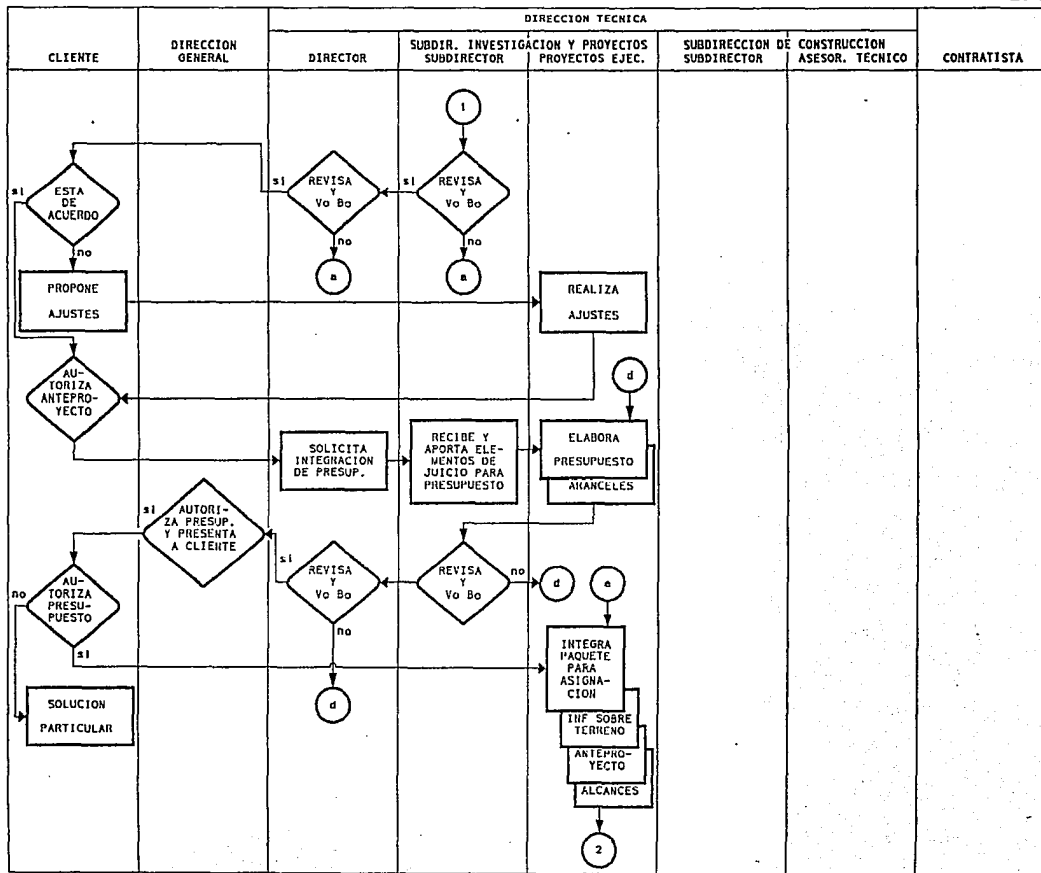 DIRECCION TECNICA
CLIENTE
DIRECCION
GENERAL
DIRECTOR
SUBDIR. INVESTIGACION Y PROYECTOS
SUBDIRECTOR
PROYECTOS EJEC.
SUBDIRECCION DE CONSTRUCCION
SUBDIRECTOR
ASESOR. TECNICO
CONTRATISTA
1
si
ESTA
DE
ACUERDO
no
si
REVISA
Y
Vo Bo
no
a
si
REVISA
Y
Vo Bo
no
a
PROPONE
AJUSTES
REALIZA
AJUSTES
AU-
TORIZA
ANTEPRO-
YECTO
d
SOLICITA
INTEGRACION
DE PRESUP.
RECIBE Y
APORTA ELE-
MENTOS DE
JUICIO PARA
PRESUPUESTO
ELABORA
PRESUPUESTO
ARANCELES
si
AUTORI-
ZA PRESUP.
Y PRESENTA
A CLIENTE
si
REVISA
Y
Vo Bo
no
d
REVISA
Y
Vo Bo
no
d
no
AU-
TORIZA
PRESU-
PUESTO
si
SOLUCION
PARTICULAR
INTEGRA
PAQUETE
PARA
ASIGNA-
CION
INF SOBRE
TERRENO
ANTEPRO-
YECTO
ALCANCES
2